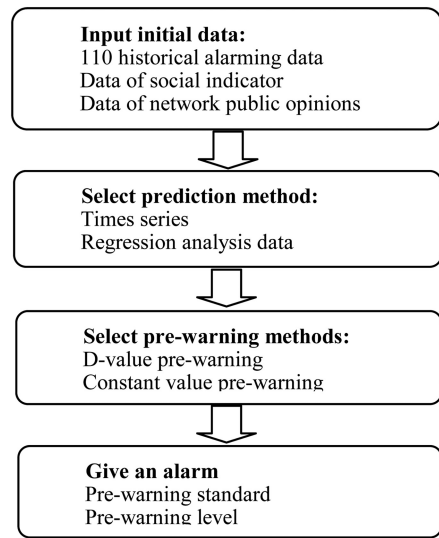 Input initial data:
110 historical alarming data
Data of social indicator
Data of network public opinions
Select prediction method:
Times series
Regression analysis data
Select pre-warning methods:
D-value pre-warning
Constant value pre-warning
Give an alarm
Pre-warning standard
Pre-warning level